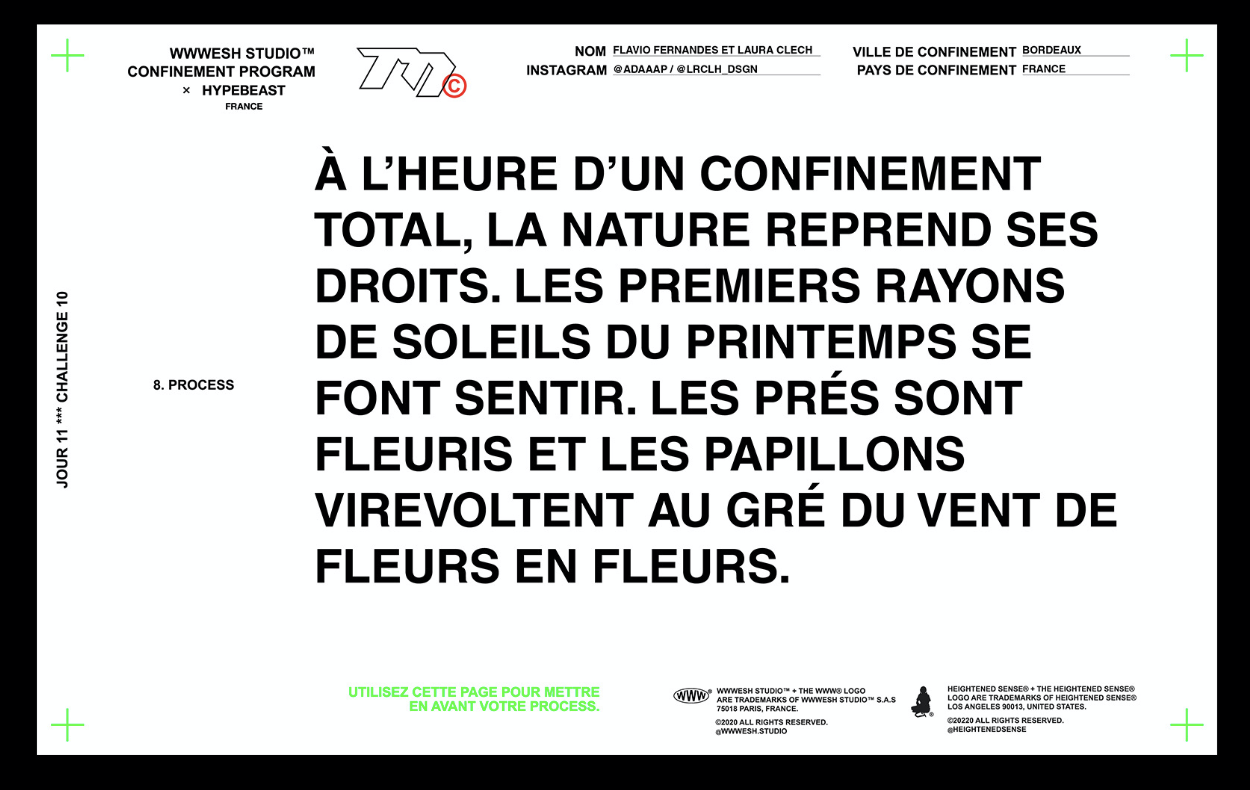 WWWESH STUDIO™
CONFINEMENT PROGRAM
× HYPEBEAST
FRANCE
©
NOM FLAVIO FERNANDES ET LAURA CLECH
INSTAGRAM @ADAAAP / @LRCLH_DSGN
VILLE DE CONFINEMENT BORDEAUX
PAYS DE CONFINEMENT FRANCE
JOUR 11 *** CHALLENGE 10
8. PROCESS
À L’HEURE D’UN CONFINEMENT
TOTAL, LA NATURE REPREND SES
DROITS. LES PREMIERS RAYONS
DE SOLEILS DU PRINTEMPS SE
FONT SENTIR. LES PRÉS SONT
FLEURIS ET LES PAPILLONS
VIREVOLTENT AU GRÉ DU VENT DE
FLEURS EN FLEURS.
UTILISEZ CETTE PAGE POUR METTRE
EN AVANT VOTRE PROCESS.
WWW®
WWWESH STUDIO™ + THE WWW® LOGO
ARE TRADEMARKS OF WWWESH STUDIO™ S.A.S
75018 PARIS, FRANCE.
©2020 ALL RIGHTS RESERVED.
@WWWESH.STUDIO
®
HEIGHTENED SENSE® + THE HEIGHTENED SENSE®
LOGO ARE TRADEMARKS OF HEIGHTENED SENSE®
LOS ANGELES 90013, UNITED STATES.
©20220 ALL RIGHTS RESERVED.
@HEIGHTENEDSENSE